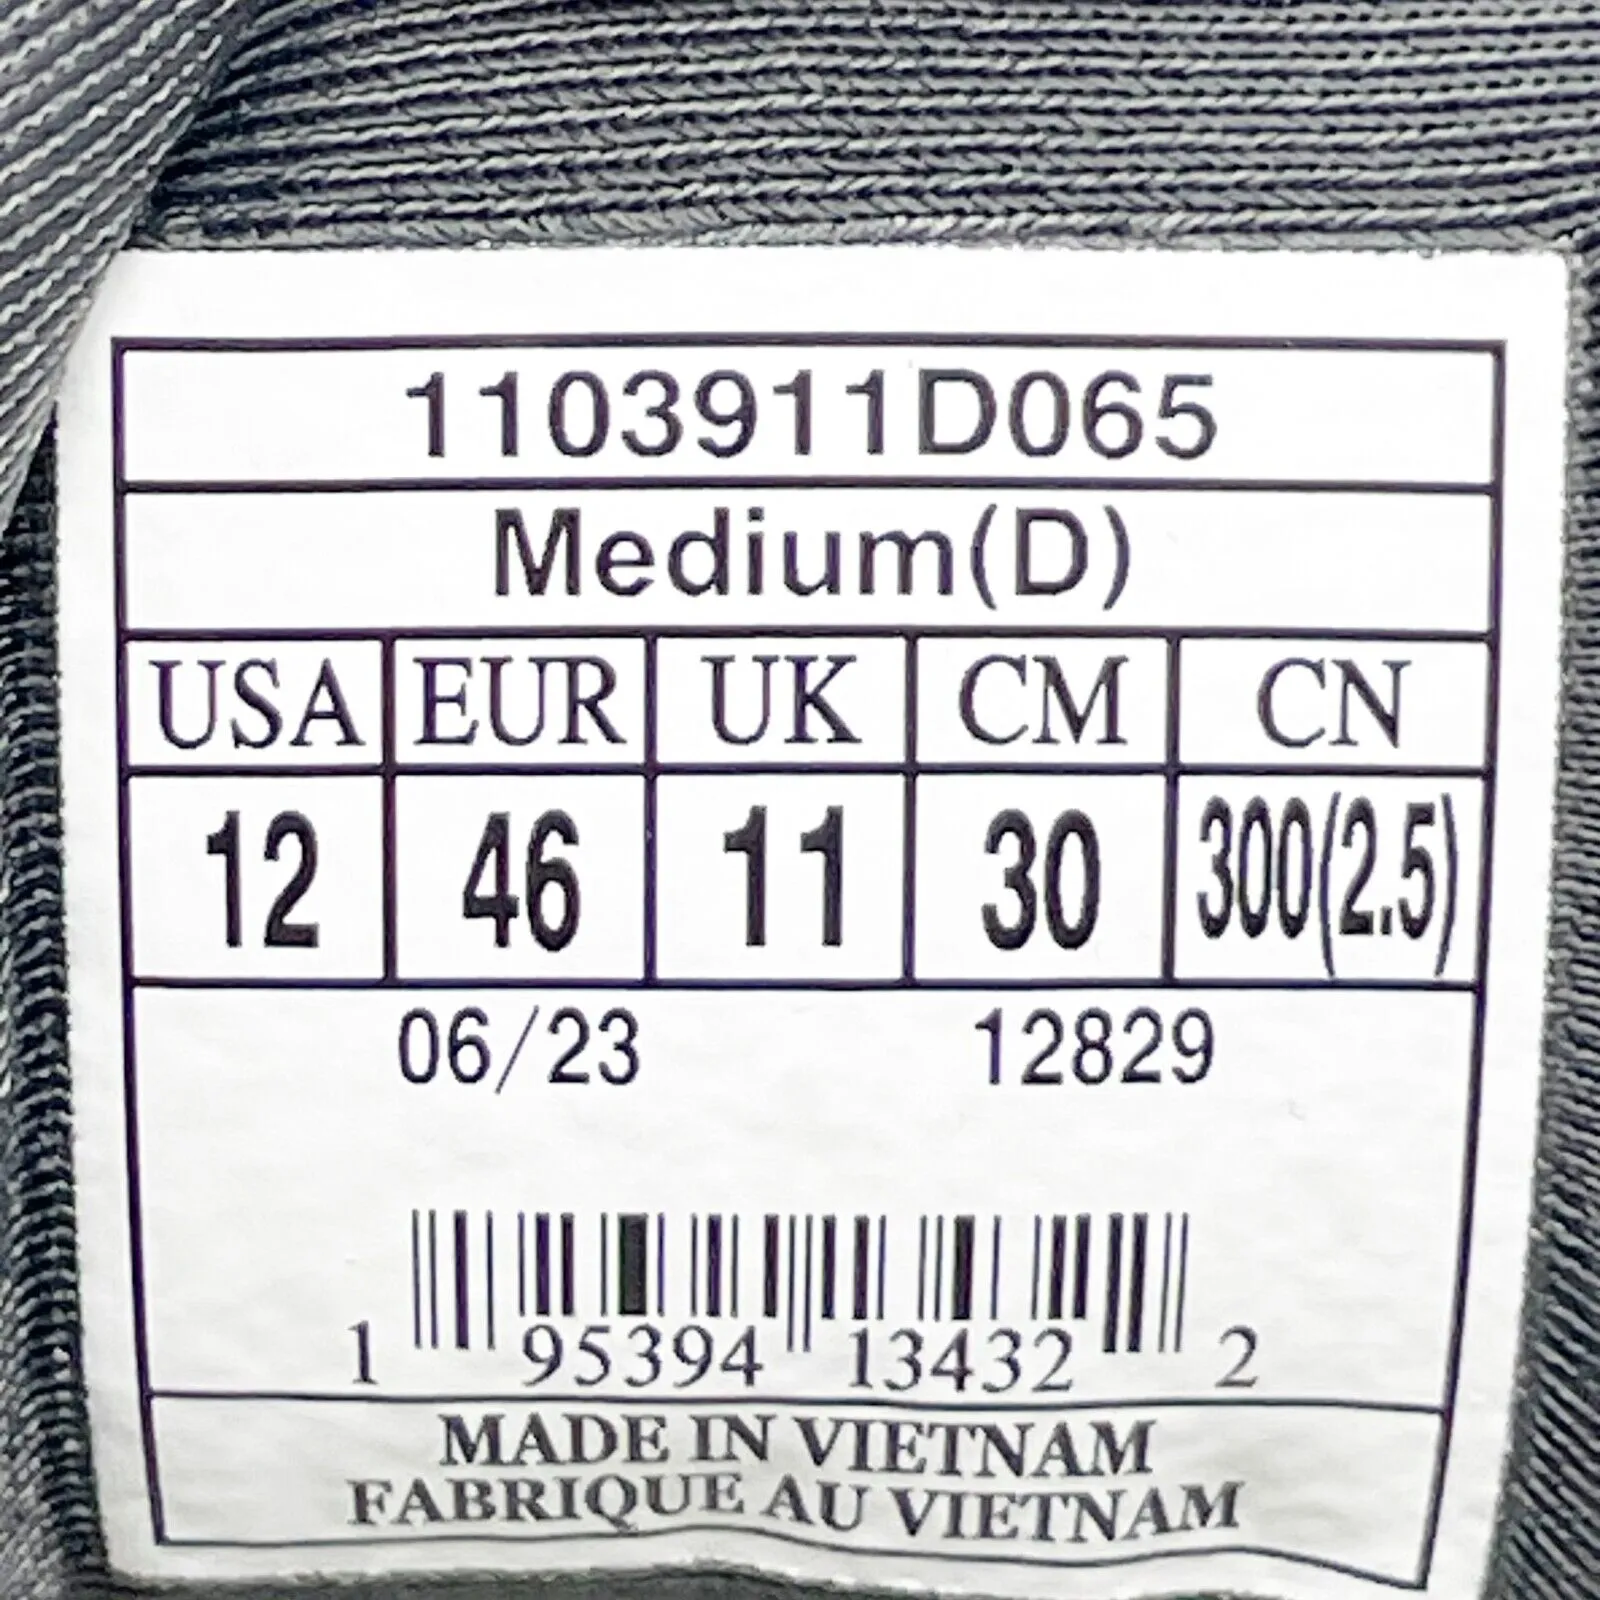 1103911D065
Medium(D)
USA EUR UK CM CN
12 46 11 30 300(2.5)
06/23 12829
1 95394 13432 2
MADE IN VIETNAM
FABRIQUE AU VIETNAM